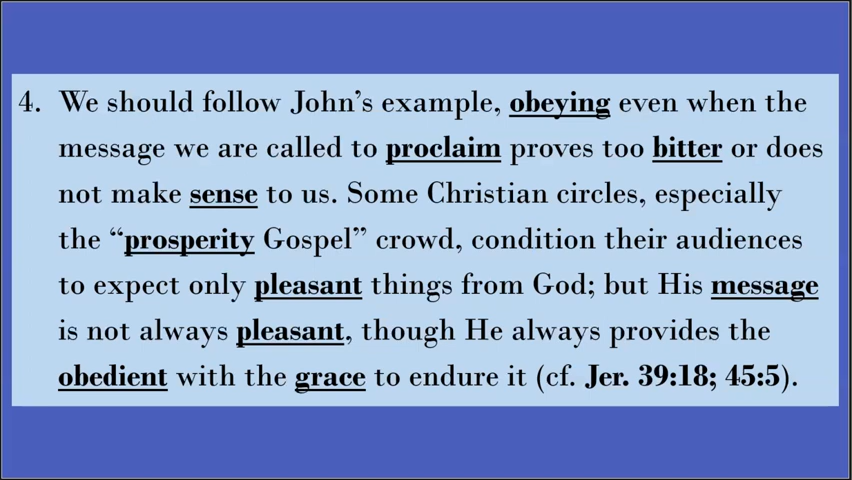 4. We should follow John’s example, obeying even when the
message we are called to proclaim proves too bitter or does
not make sense to us. Some Christian circles, especially
the “prosperity Gospel” crowd, condition their audiences
to expect only pleasant things from God; but His message
is not always pleasant, though He always provides the
obedient with the grace to endure it (cf. Jer. 39:18; 45:5).